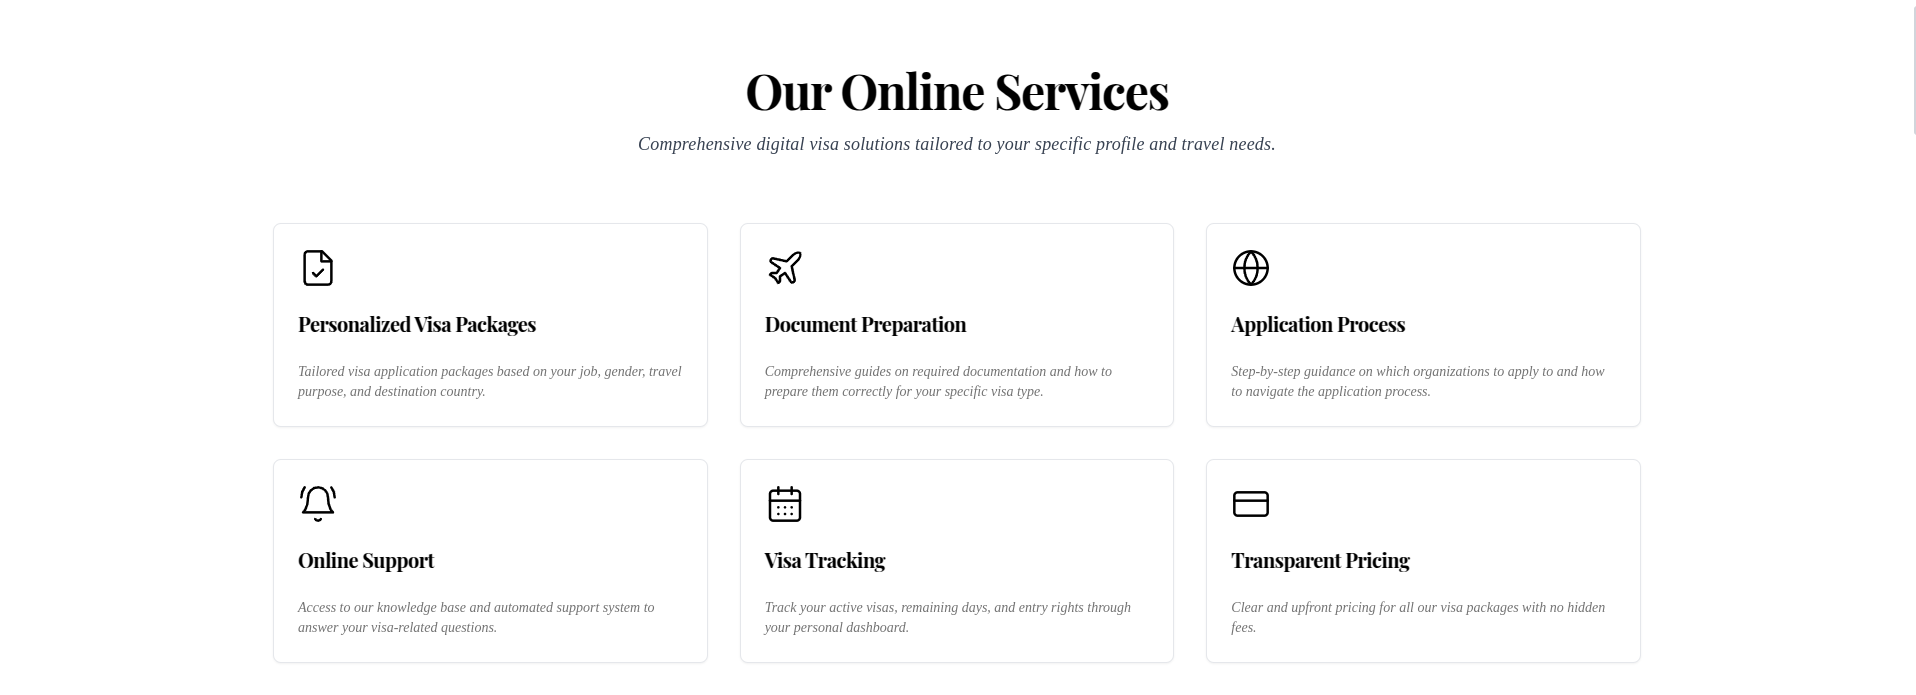 Our Online Services
Comprehensive digital visa solutions tailored to your specific profile and travel needs.
Personalized Visa Packages
Tailored visa application packages based on your job, gender, travel
purpose, and destination country.
Document Preparation
Comprehensive guides on required documentation and how to
prepare them correctly for your specific visa type.
Application Process
Step-by-step guidance on which organizations to apply to and how
to navigate the application process.
Online Support
Access to our knowledge base and automated support system to
answer your visa-related questions.
Visa Tracking
Track your active visas, remaining days, and entry rights through
your personal dashboard.
Transparent Pricing
Clear and upfront pricing for all our visa packages with no hidden
fees.